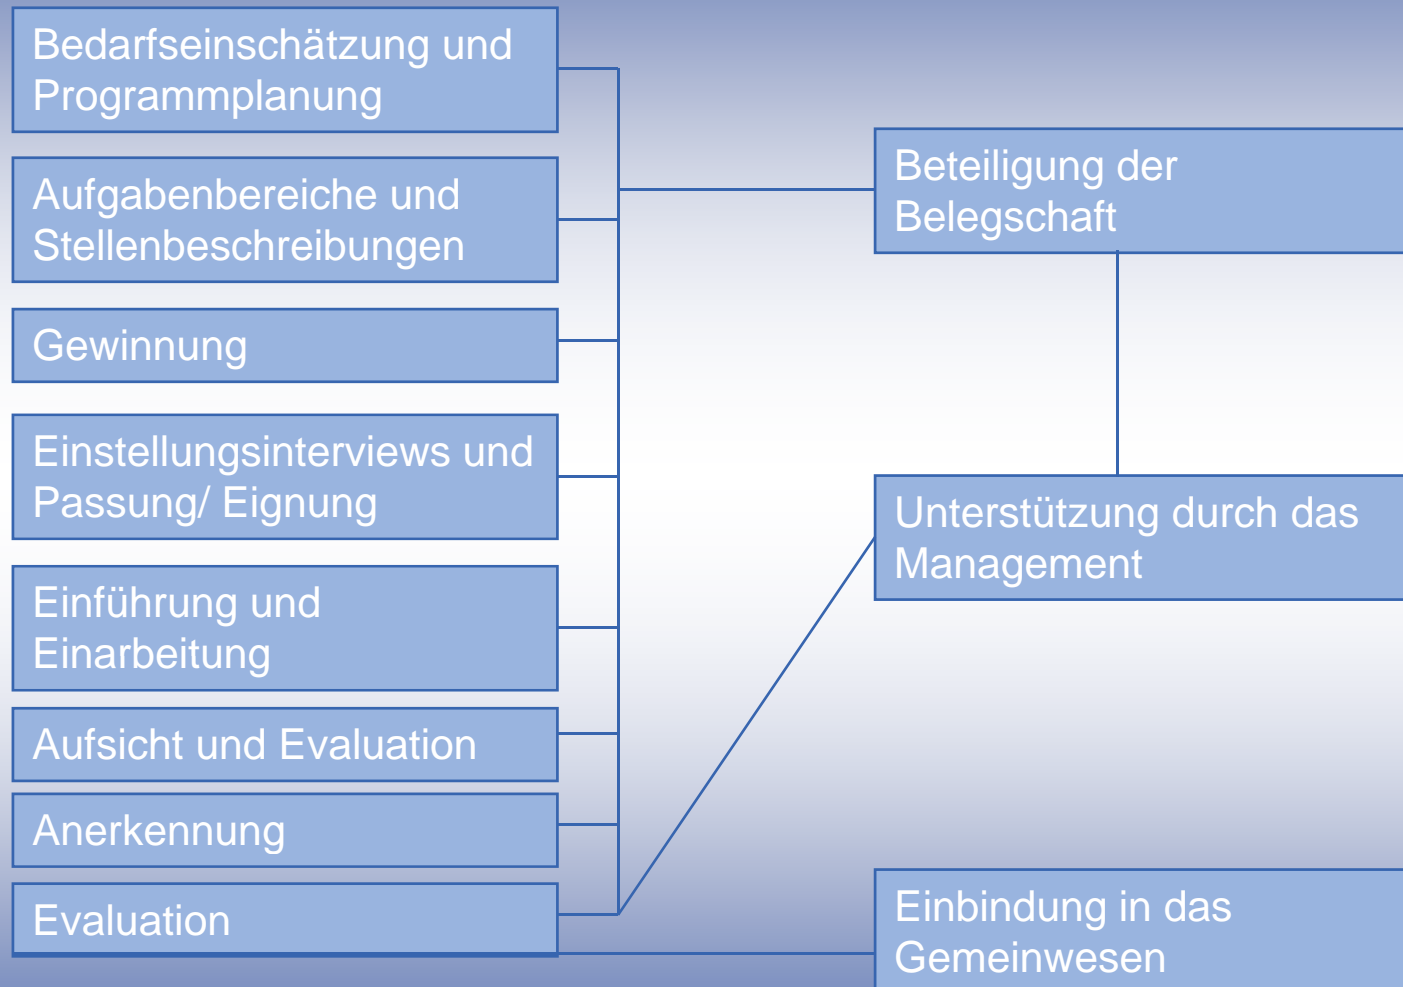 Bedarfseinschätzung und
Programmplanung
Aufgabenbereiche und
Stellenbeschreibungen
Gewinnung
Einstellungsinterviews und
Passung/ Eignung
Einführung und
Einarbeitung
Aufsicht und Evaluation
Anerkennung
Evaluation
Beteiligung der
Belegschaft
Unterstützung durch das
Management
Einbindung in das
Gemeinwesen